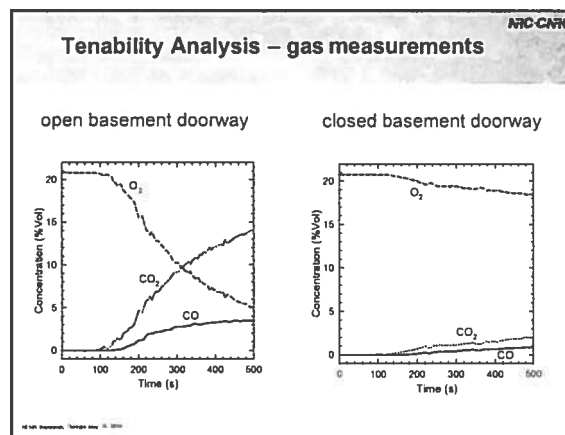 NRC·CNRC
Tenability Analysis – gas measurements
open basement doorway
closed basement doorway
20
15
10
5
0
Concentration (%Vol)
O2
CO2
CO
0 100 200 300 400 500
Time (s)
20
15
10
5
0
Concentration (%Vol)
O2
CO2
CO
0 100 200 300 400 500
Time (s)